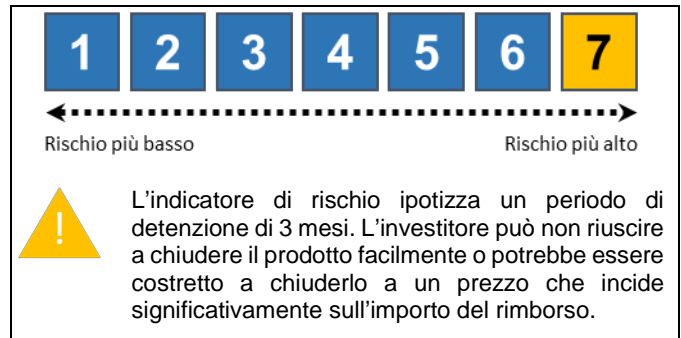 1 2 3 4 5 6 7
Rischio più basso Rischio più alto
!
L'indicatore di rischio ipotizza un periodo di
detenzione di 3 mesi. L'investitore può non riuscire
a chiudere il prodotto facilmente o potrebbe essere
costretto a chiuderlo a un prezzo che incide
significativamente sull'importo del rimborso.